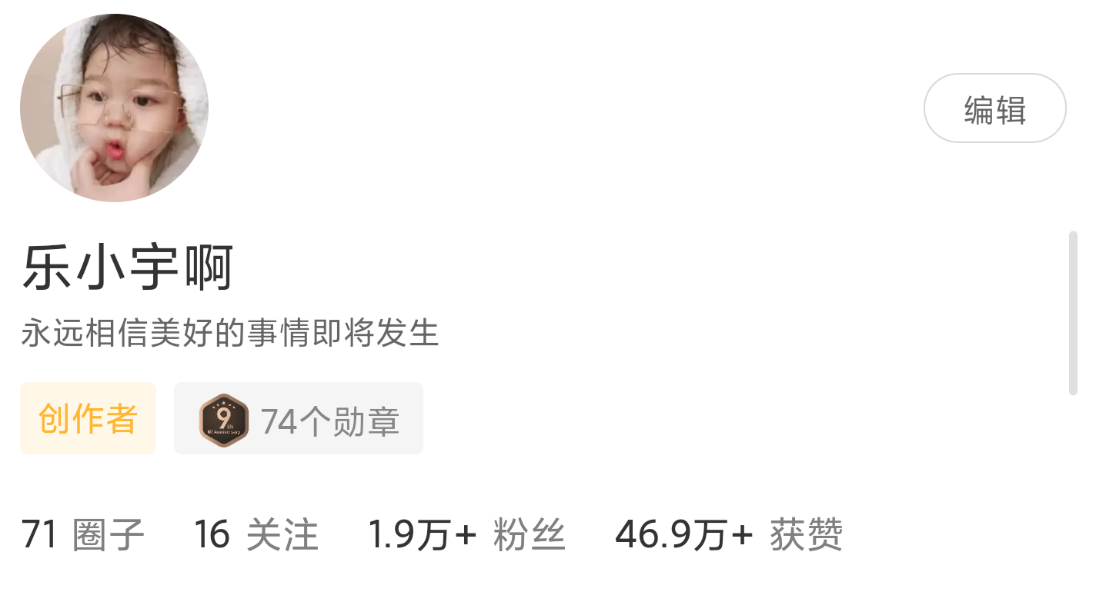 编辑
乐小宇啊
永远相信美好的事情即将发生
创作者
9th
74个勋章
71 圈子 16 关注 1.9万+ 粉丝 46.9万+ 获赞